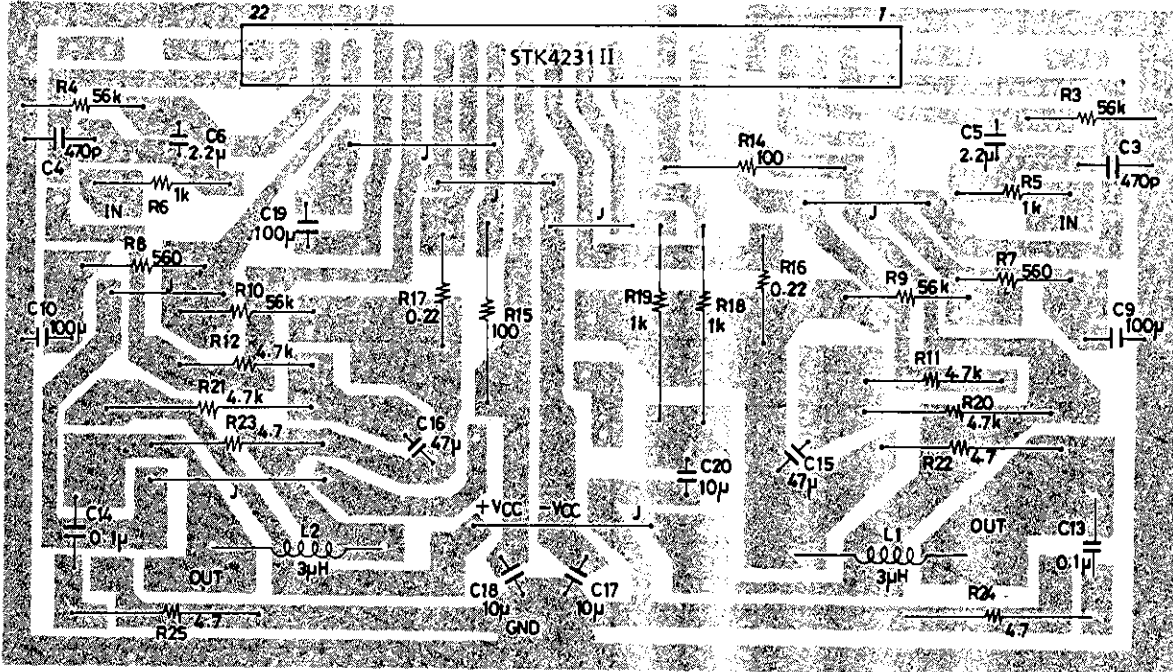 22
1
STK4231II
R4
56k
470p
C4
C6
2.2µ
1k
R6
IN
C19
100µ
J
J
J
R14
100
J
R3
56k
C5
2.2µ
C3
470p
R5
1k
IN
R8
560
J
R10
56k
C10
100µ
R12
4.7k
R21
4.7k
R23
4.7
J
R17
0.22
R15
100
C16
47µ
R19
1k
R18
1k
R16
0.22
R9
56k
R7
560
C9
100µ
R11
4.7k
R20
4.7k
R22
4.7
C20
10µ
C15
47µ
C14
0.1µ
L2
3µH
OUT
R25
4.7
+VCC
-VCC
J
C18
10µ
C17
10µ
GND
L1
3µH
OUT
C13
0.1µ
R24
4.7